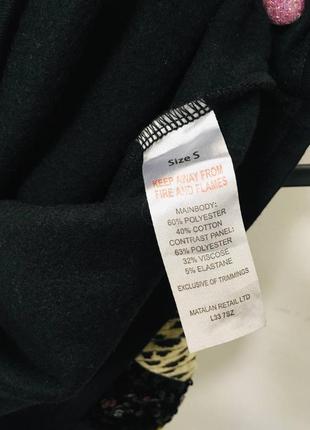 Size S
KEEP AWAY FROM
FIRE AND FLAMES
MAINBODY:
60% POLYESTER
40% COTTON
CONTRAST PANEL:
63% POLYESTER
32% VISCOSE
5% ELASTANE
EXCLUSIVE OF TRIMMINGS
MATALAN RETAIL LTD
L33 7SZ